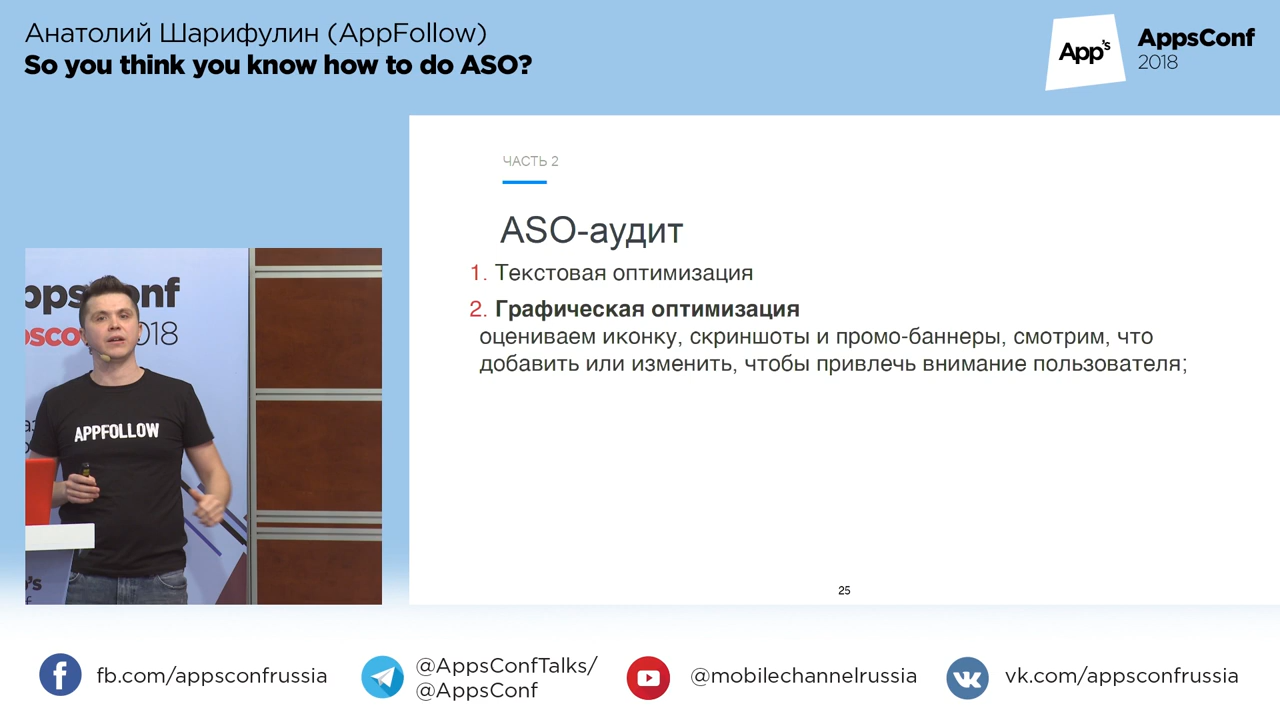 Анатолий Шарифулин (AppFollow)
So you think you know how to do ASO?
App's
AppsConf
2018
ЧАСТЬ 2
ASO-аудит
1. Текстовая оптимизация
2. Графическая оптимизация
оцениваем иконку, скриншоты и промо-баннеры, смотрим, что
добавить или изменить, чтобы привлечь внимание пользователя;
25
APPFOLLOW
fb.com/appsconfrussia
@AppsConfTalks/
@AppsConf
@mobilechannelrussia
vk.com/appsconfrussia